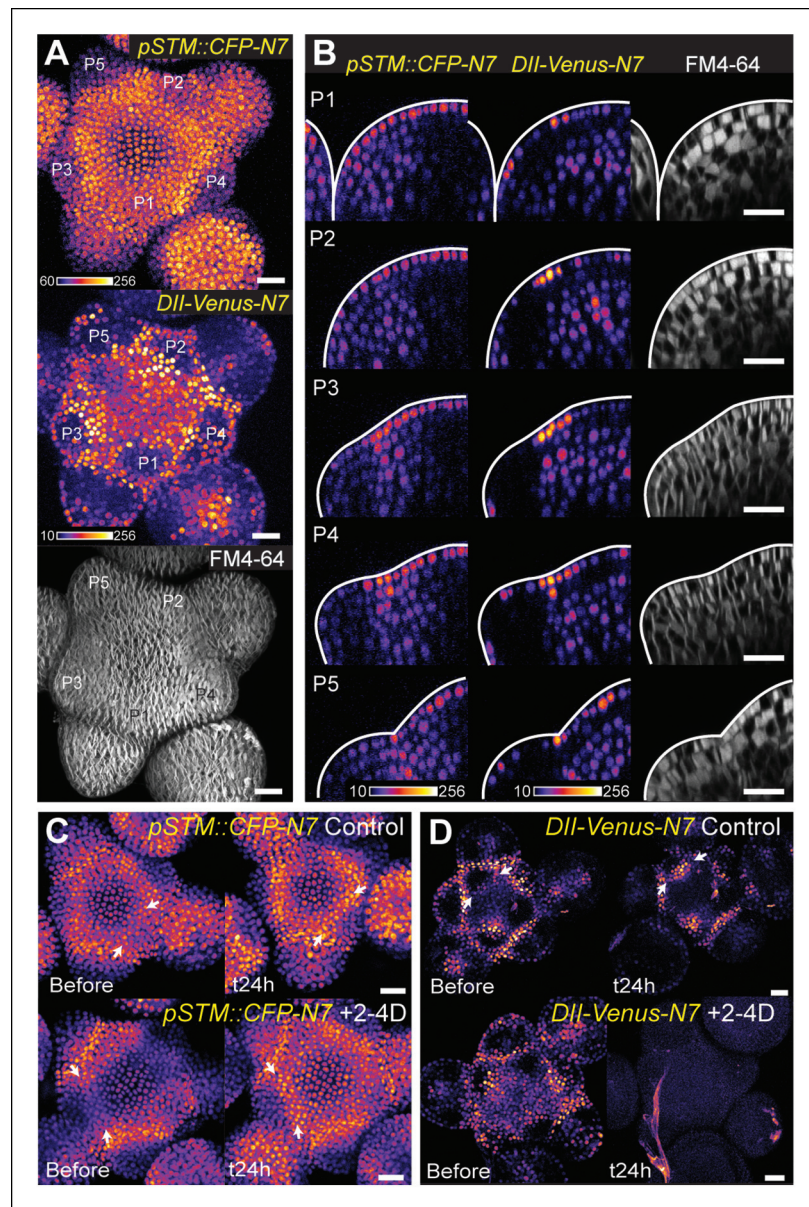 A
pSTM::CFP-N7
P5
P2
P3
P4
P1
60 256
DII-Venus-N7
P5
P2
P3
P4
P1
10 256
FM4-64
P5
P2
P3
P4
P1
B
pSTM::CFP-N7 DII-Venus-N7 FM4-64
P1
P2
P3
P4
P5
10 256 10 256
C
pSTM::CFP-N7 Control
Before t24h
pSTM::CFP-N7 +2-4D
Before t24h
D
DII-Venus-N7 Control
Before t24h
DII-Venus-N7 +2-4D
Before t24h